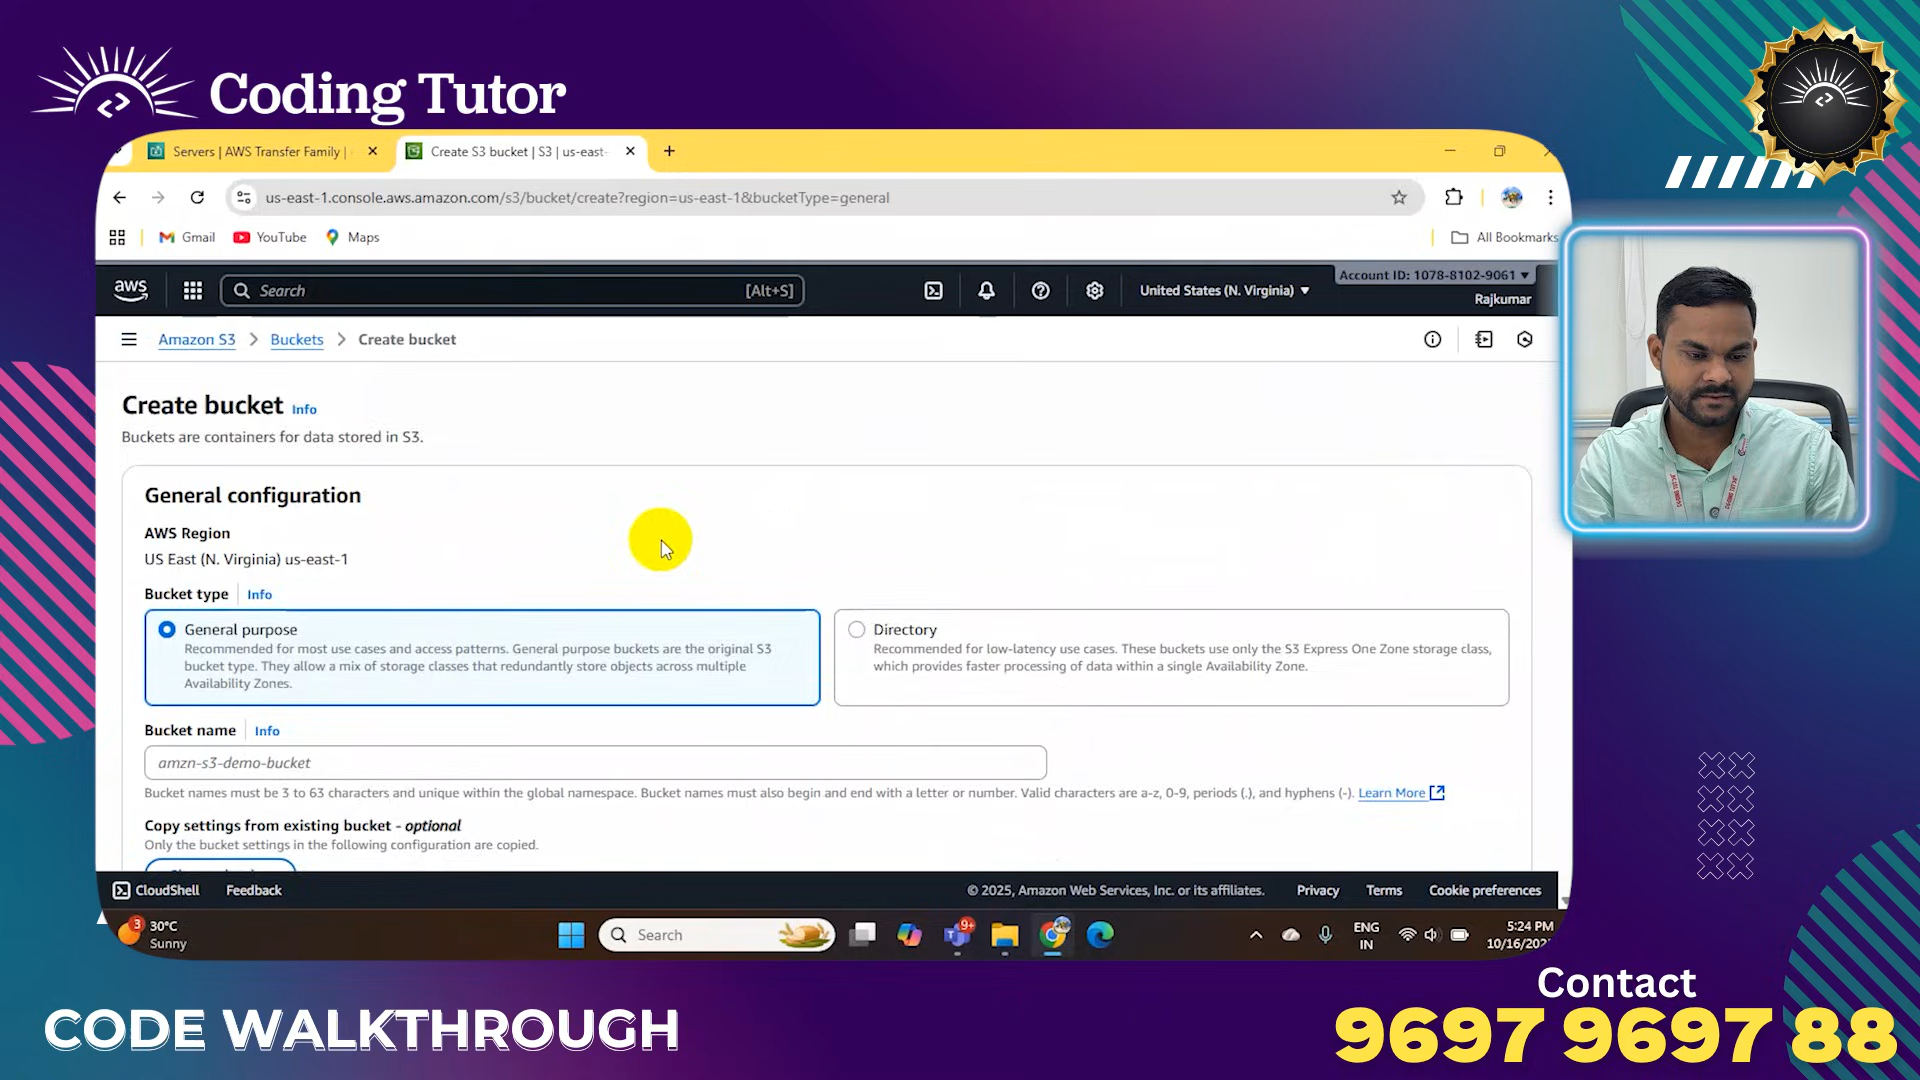 Coding Tutor
Servers | AWS Transfer Family |
Create S3 bucket | S3 | us-east-
us-east-1.console.aws.amazon.com/s3/bucket/create?region=us-east-1&bucketType=general
Gmail
YouTube
Maps
All Bookmarks
aws
Search
[Alt+S]
United States (N. Virginia)
Account ID: 1078-8102-9061
Rajkumar
Amazon S3
Buckets
Create bucket
Create bucket Info
Buckets are containers for data stored in S3.
General configuration
AWS Region
US East (N. Virginia) us-east-1
Bucket type Info
General purpose
Recommended for most use cases and access patterns. General purpose buckets are the original S3
bucket type. They allow a mix of storage classes that redundantly store objects across multiple
Availability Zones.
Directory
Recommended for low-latency use cases. These buckets use only the S3 Express One Zone storage class,
which provides faster processing of data within a single Availability Zone.
Bucket name Info
amzn-s3-demo-bucket
Bucket names must be 3 to 63 characters and unique within the global namespace. Bucket names must also begin and end with a letter or number. Valid characters are a-z, 0-9, periods (.), and hyphens (-). Learn More
Copy settings from existing bucket - optional
Only the bucket settings in the following configuration are copied.
CloudShell
Feedback
© 2025, Amazon Web Services, Inc. or its affiliates.
Privacy
Terms
Cookie preferences
3
30°C
Sunny
Search
9+
ENG
IN
5:24 PM
10/16/202
CODE WALKTHROUGH
Contact
9697 9697 88